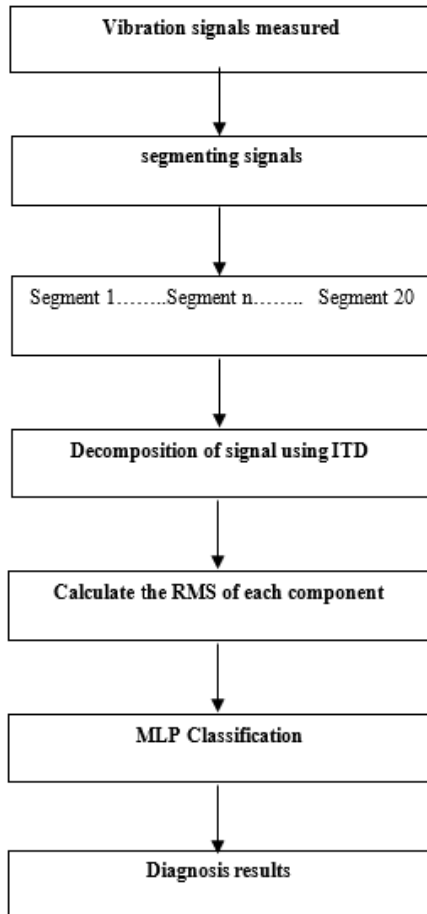 Vibration signals measured
segmenting signals
Segment 1........Segment n........ Segment 20
Decomposition of signal using ITD
Calculate the RMS of each component
MLP Classification
Diagnosis results